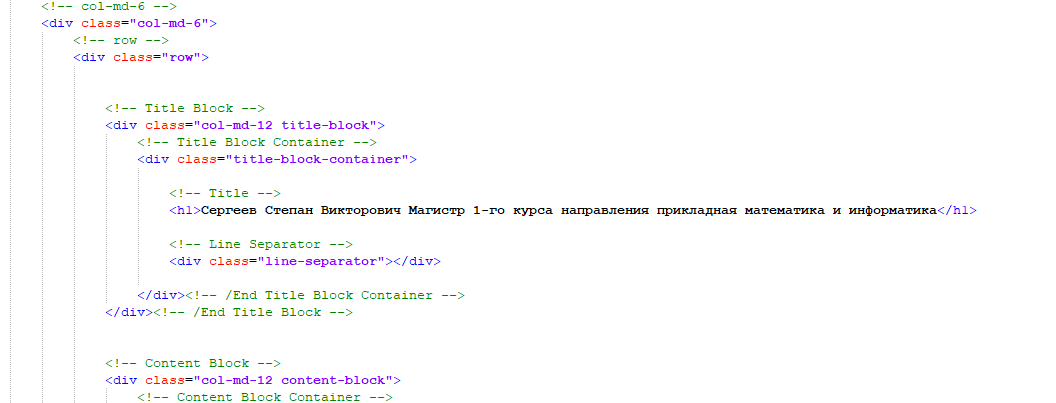 <!-- col-md-6 -->
<div class="col-md-6">
<!-- row -->
<div class="row">
<!-- Title Block -->
<div class="col-md-12 title-block">
<!-- Title Block Container -->
<div class="title-block-container">
<!-- Title -->
<h1>Сергеев Степан Викторович Магистр 1-го курса направления прикладная математика и информатика</h1>
<!-- Line Separator -->
<div class="line-separator"></div>
</div><!-- /End Title Block Container -->
</div><!-- /End Title Block -->
<!-- Content Block -->
<div class="col-md-12 content-block">
<!-- Content Block Container -->